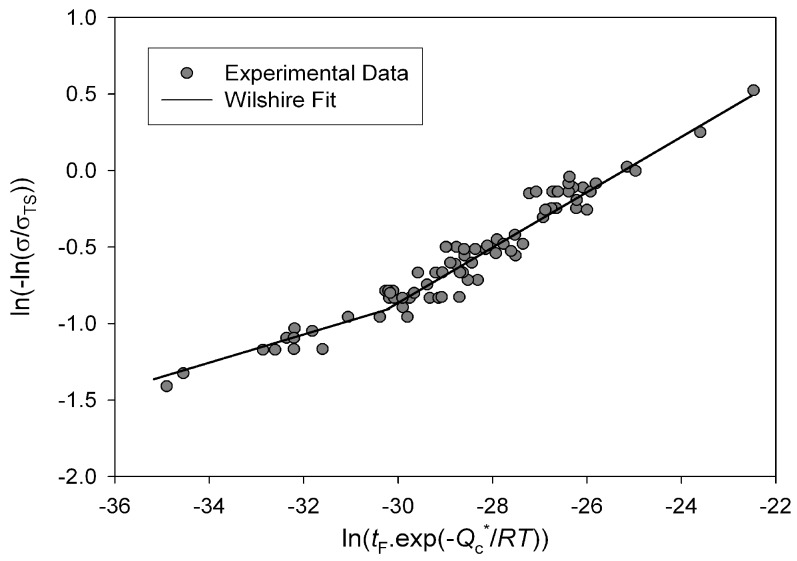 1.0
0.5
0.0
-0.5
-1.0
-1.5
-2.0
ln(-ln(σ/σTS))
Experimental Data
Wilshire Fit
-36 -34 -32 -30 -28 -26 -24 -22
ln(tF.exp(-Qc*/RT))